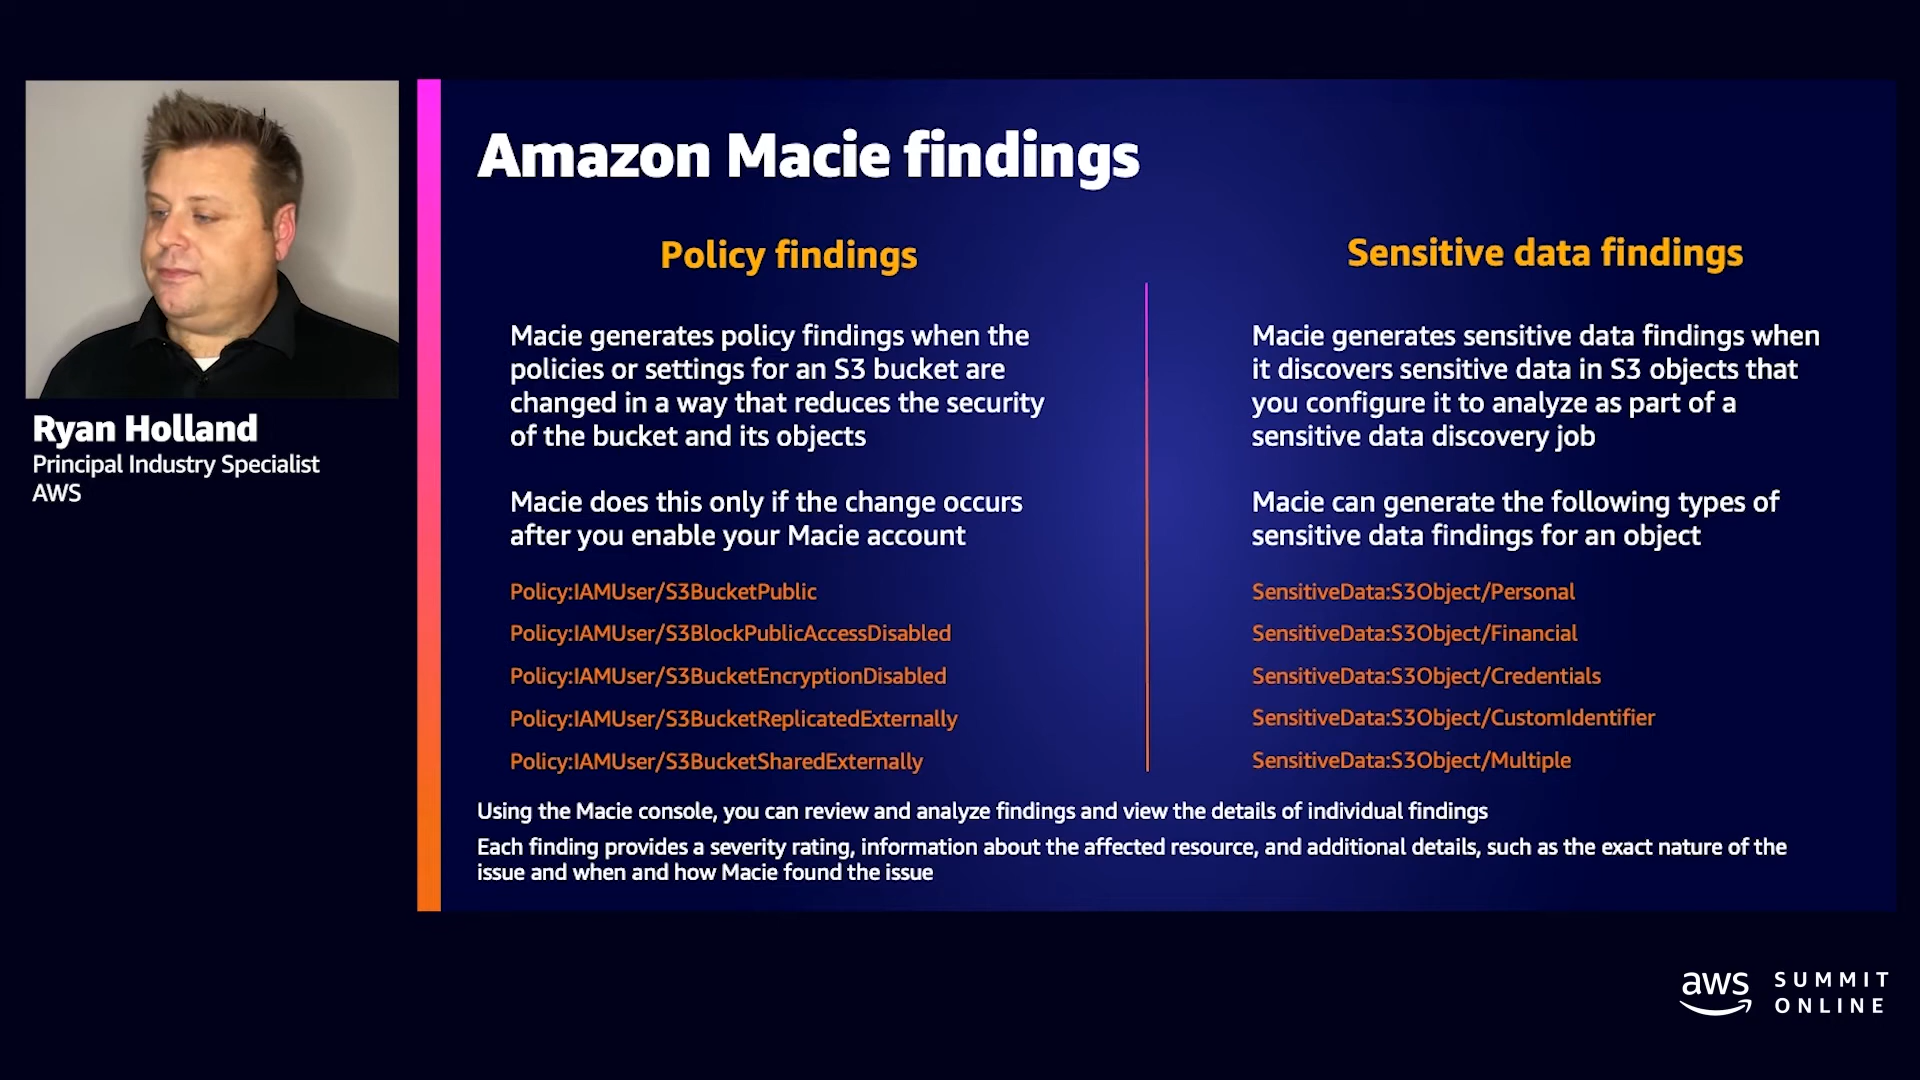 Ryan Holland
Principal Industry Specialist
AWS
Amazon Macie findings
Policy findings
Macie generates policy findings when the
policies or settings for an S3 bucket are
changed in a way that reduces the security
of the bucket and its objects
Macie does this only if the change occurs
after you enable your Macie account
Policy:IAMUser/S3BucketPublic
Policy:IAMUser/S3BlockPublicAccessDisabled
Policy:IAMUser/S3BucketEncryptionDisabled
Policy:IAMUser/S3BucketReplicatedExternally
Policy:IAMUser/S3BucketSharedExternally
Sensitive data findings
Macie generates sensitive data findings when
it discovers sensitive data in S3 objects that
you configure it to analyze as part of a
sensitive data discovery job
Macie can generate the following types of
sensitive data findings for an object
SensitiveData:S3Object/Personal
SensitiveData:S3Object/Financial
SensitiveData:S3Object/Credentials
SensitiveData:S3Object/CustomIdentifier
SensitiveData:S3Object/Multiple
Using the Macie console, you can review and analyze findings and view the details of individual findings
Each finding provides a severity rating, information about the affected resource, and additional details, such as the exact nature of the
issue and when and how Macie found the issue
aws
SUMMIT
ONLINE